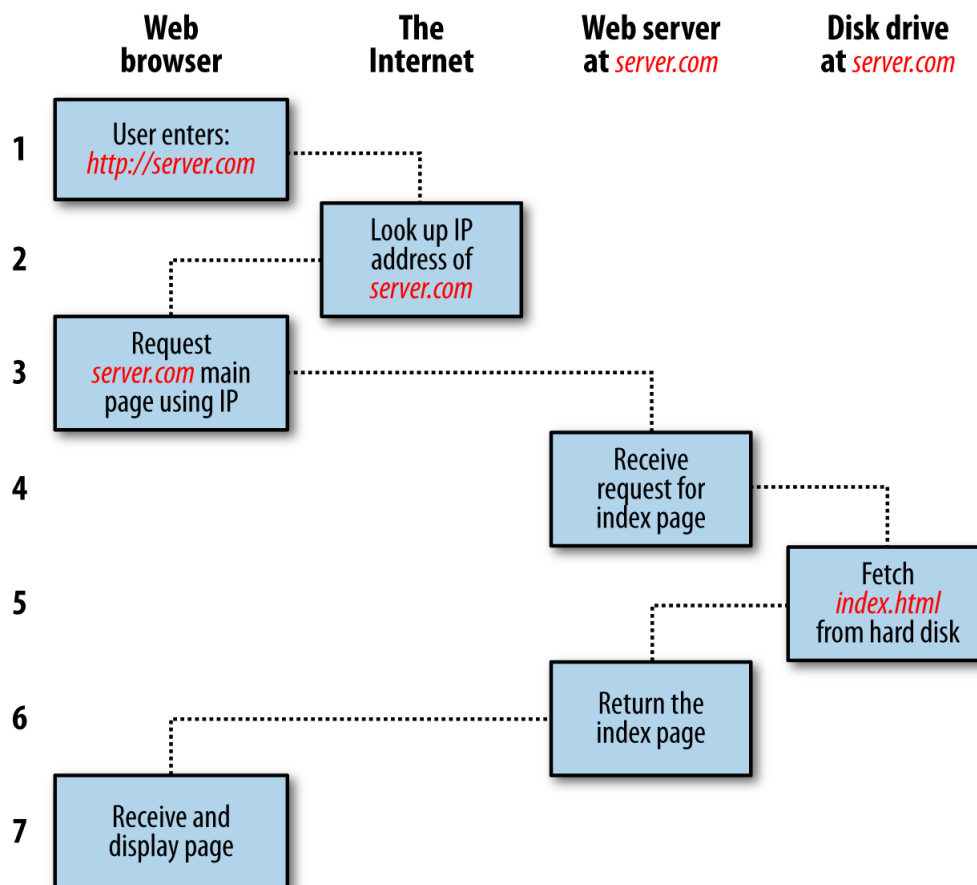 Web browser
The Internet
Web server at server.com
Disk drive at server.com
1
User enters:
http://server.com
2
Look up IP
address of
server.com
3
Request
server.com main
page using IP
4
Receive
request for
index page
5
Fetch
index.html
from hard disk
6
Return the
index page
7
Receive and
display page